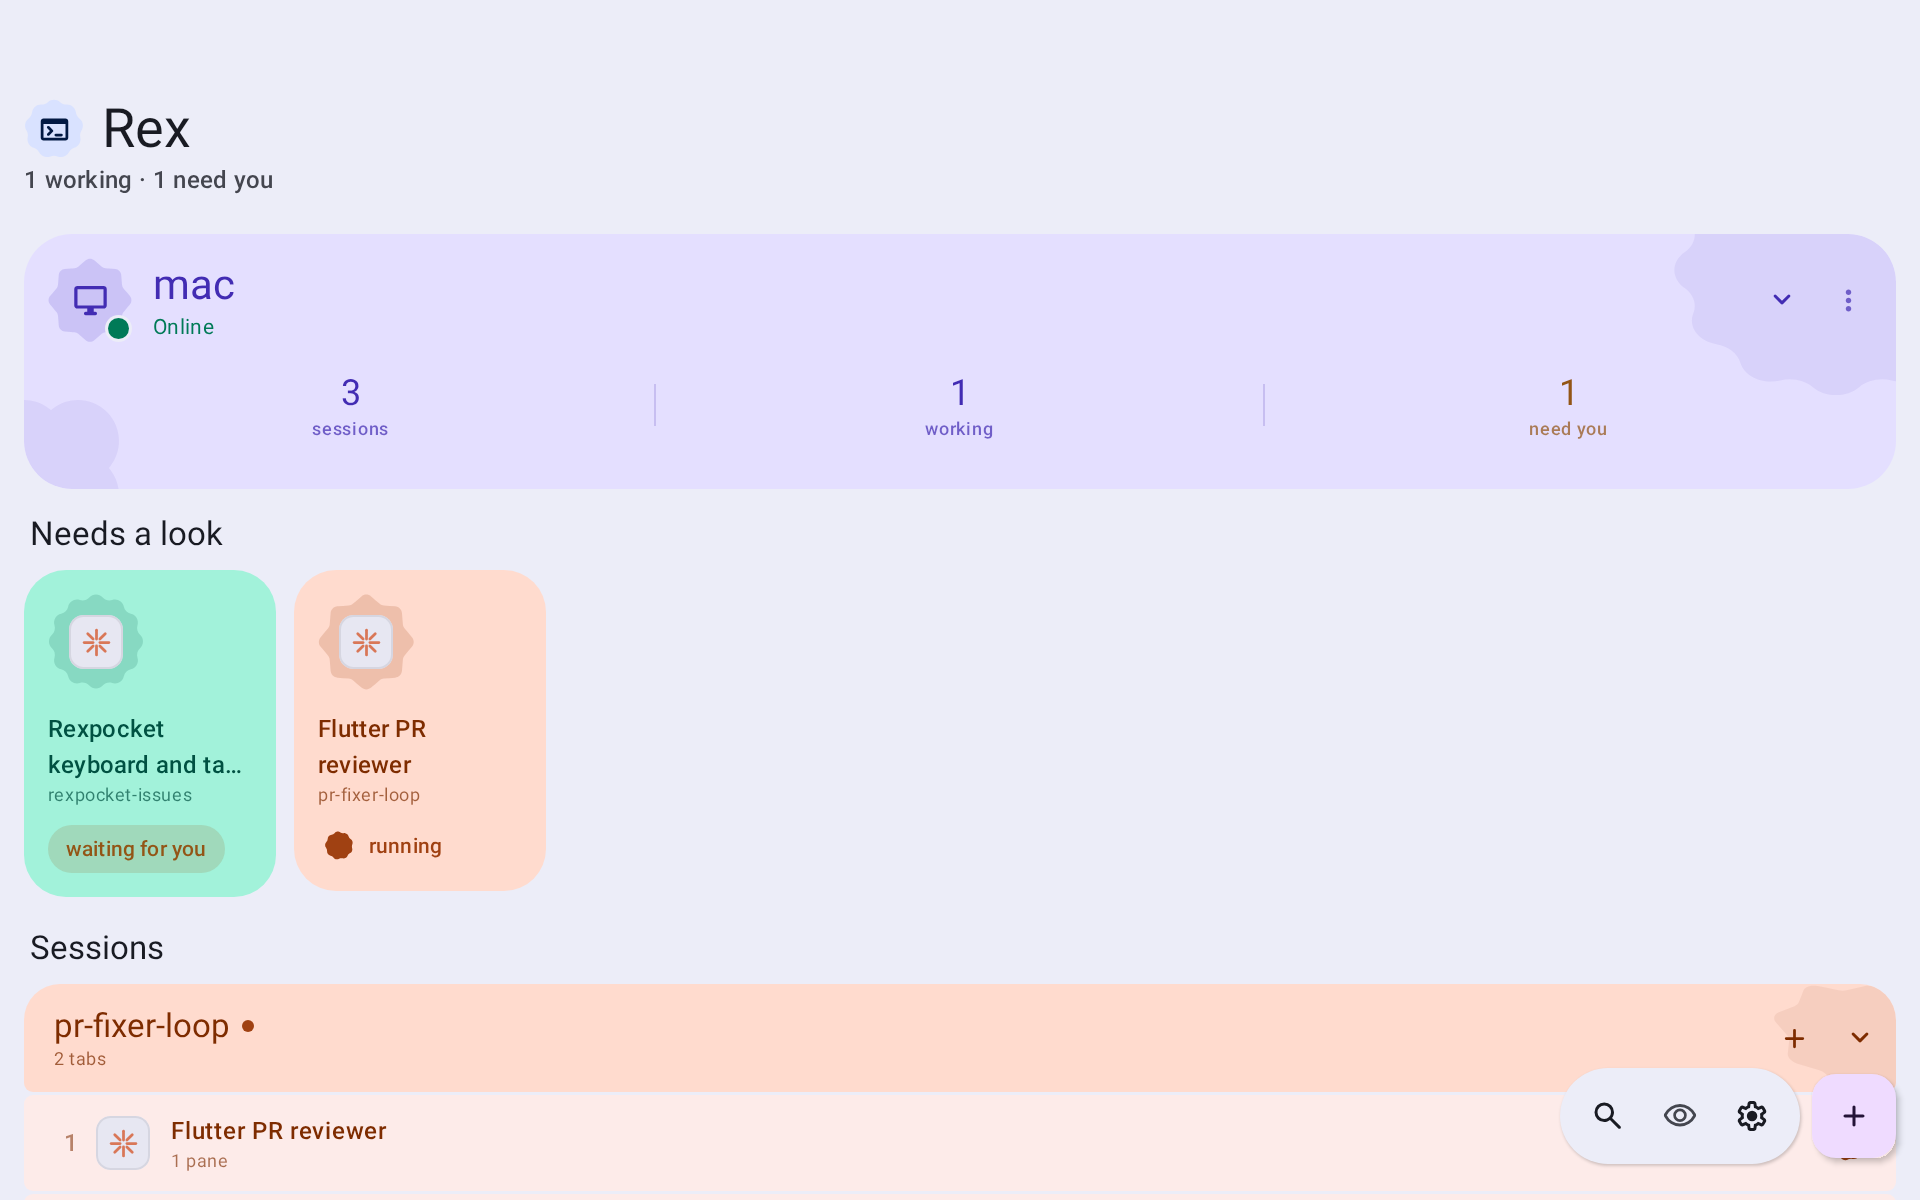 Rex
1 working · 1 need you
mac
Online
3
sessions
1
working
1
need you
Needs a look
Rexpocket
keyboard and ta…
rexpocket-issues
waiting for you
Flutter PR
reviewer
pr-fixer-loop
running
Sessions
pr-fixer-loop
2 tabs
1
Flutter PR reviewer
1 pane